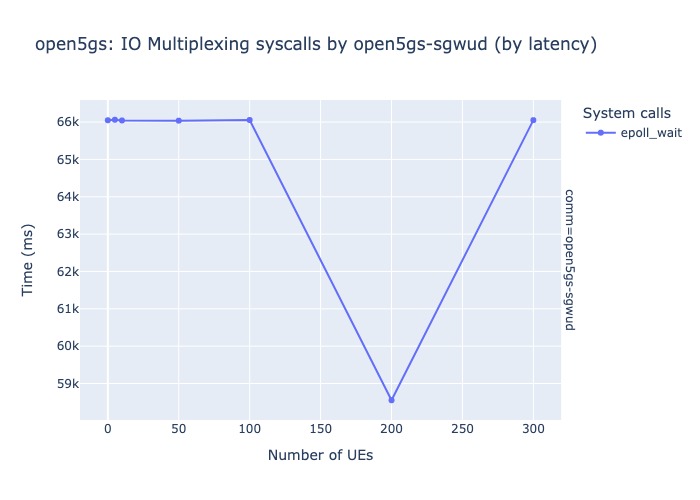 open5gs: IO Multiplexing syscalls by open5gs-sgwud (by latency)
System calls
epoll_wait
66k
65k
64k
63k
62k
61k
60k
59k
Time (ms)
comm=open5gs-sgwud
0 50 100 150 200 250 300
Number of UEs